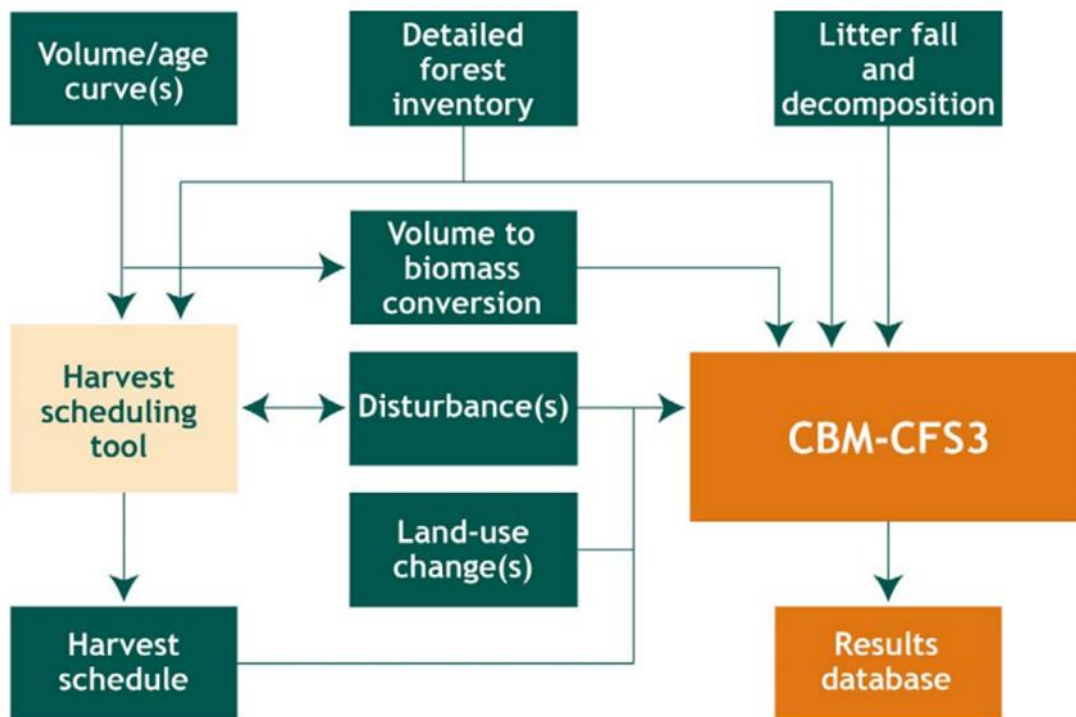 Volume/age
curve(s)
Detailed
forest
inventory
Litter fall
and
decomposition
Volume to
biomass
conversion
Harvest
scheduling
tool
Disturbance(s)
CBM-CFS3
Land-use
change(s)
Harvest
schedule
Results
database